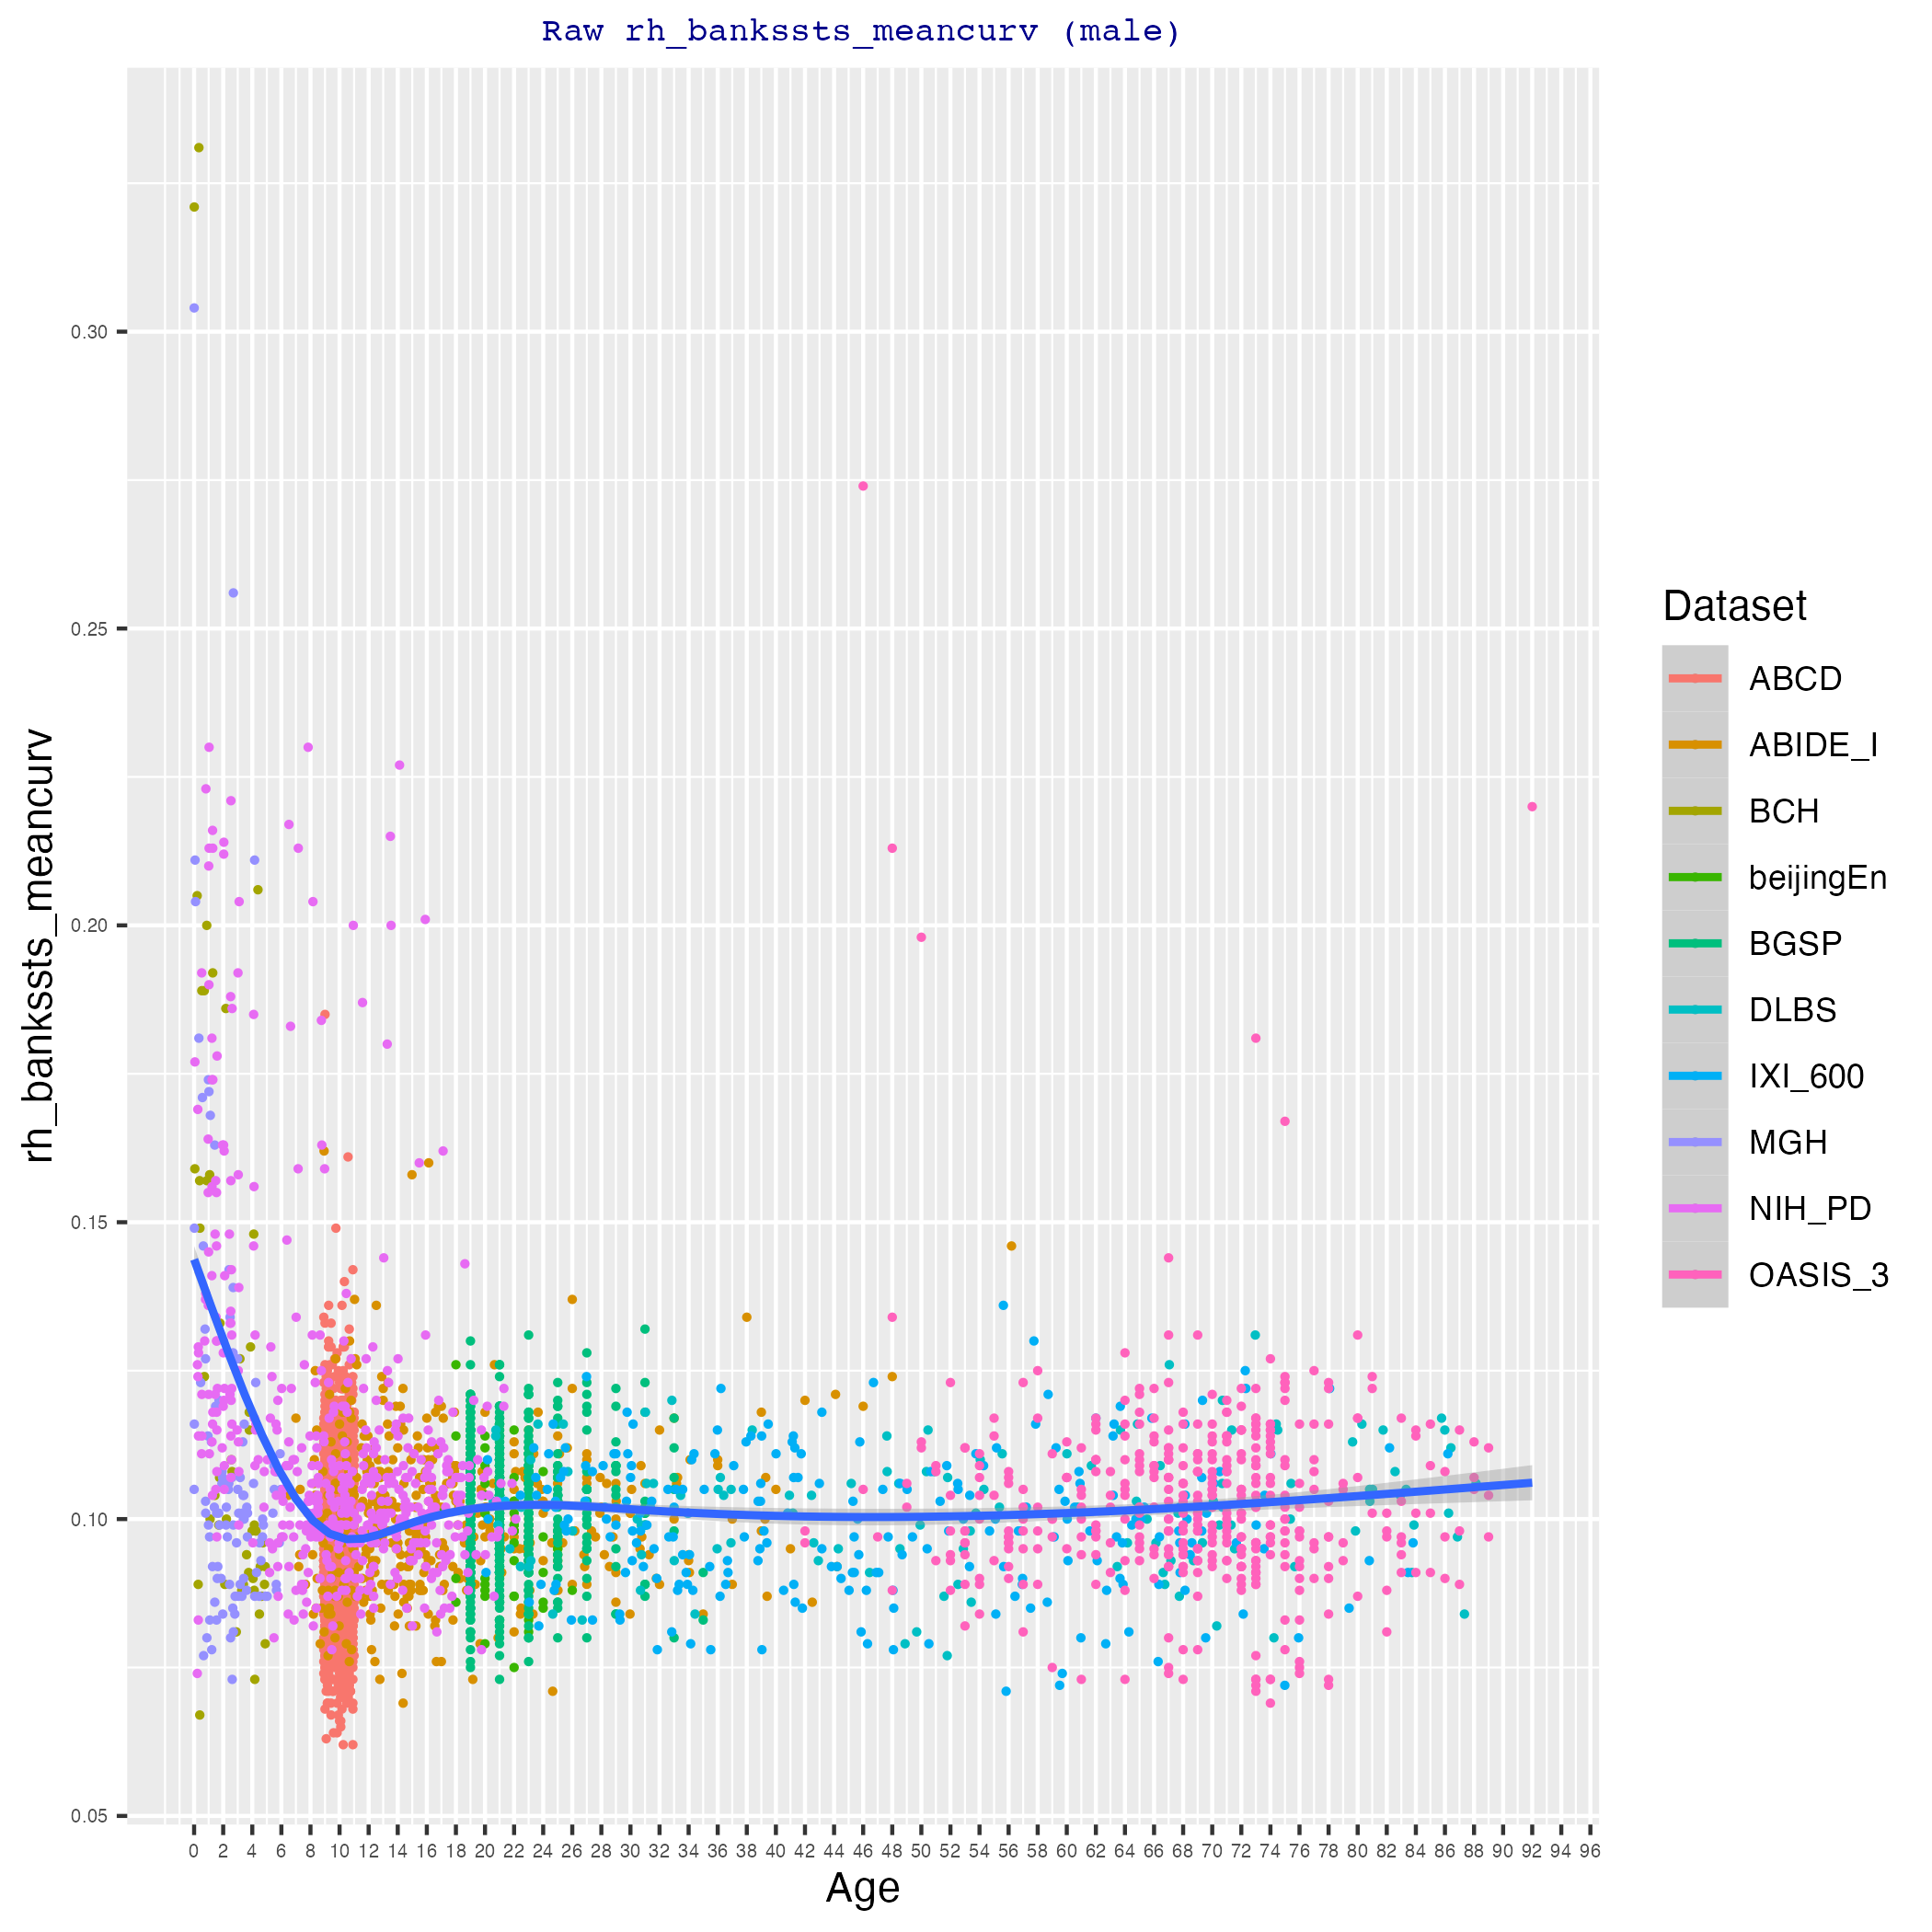 Raw rh_bankssts_meancurv (male)
rh_bankssts_meancurv
0.30
0.25
0.20
0.15
0.10
0.05
0 2 4 6 8 10 12 14 16 18 20 22 24 26 28 30 32 34 36 38 40 42 44 46 48 50 52 54 56 58 60 62 64 66 68 70 72 74 76 78 80 82 84 86 88 90 92 94 96
Age
Dataset
ABCD
ABIDE_I
BCH
beijingEn
BGSP
DLBS
IXI_600
MGH
NIH_PD
OASIS_3